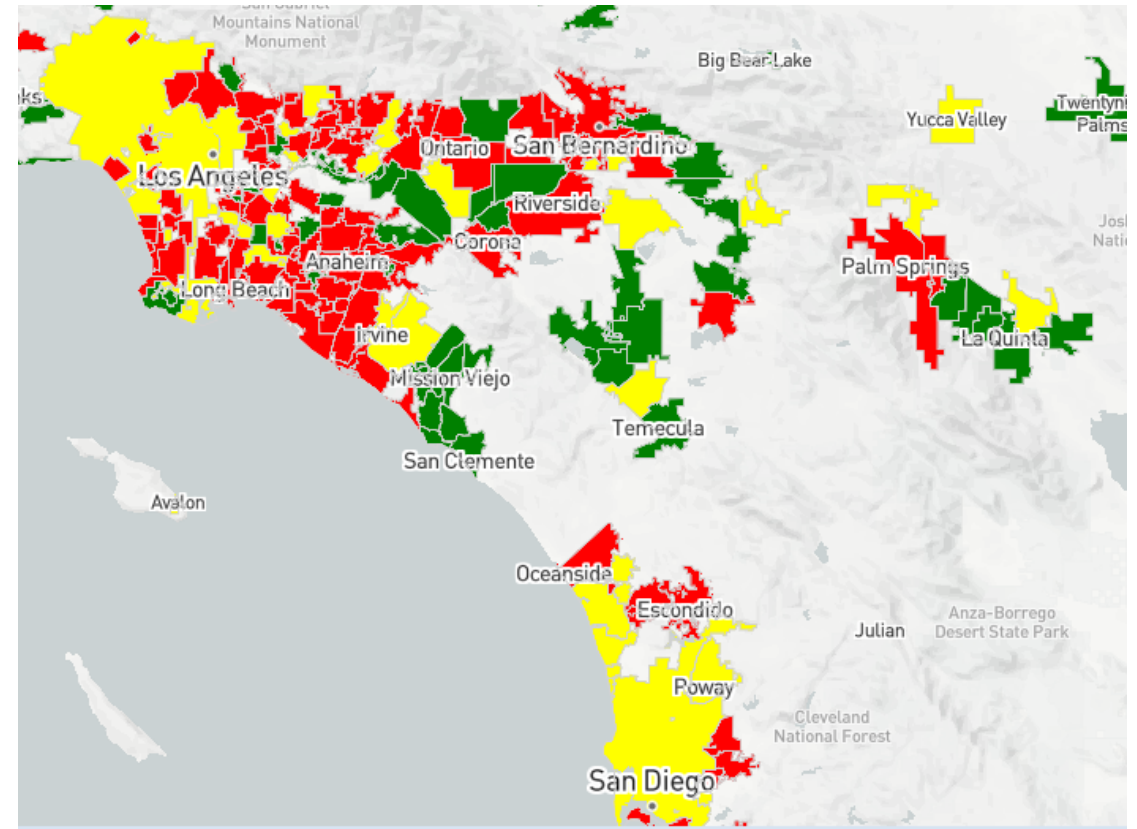 Mountains National
Monument
Big Bear Lake
ks
Yucca Valley
Palms
Ontario
San Bernardino
Los Angeles
Riverside
Corona
Anaheim
Palm Springs
Long Beach
Irvine
La Quinta
Mission Viejo
Temecula
San Clemente
Avalon
Oceanside
Escondido
Julian
Anza-Borrego
Desert State Park
Poway
Cleveland
National Forest
San Diego